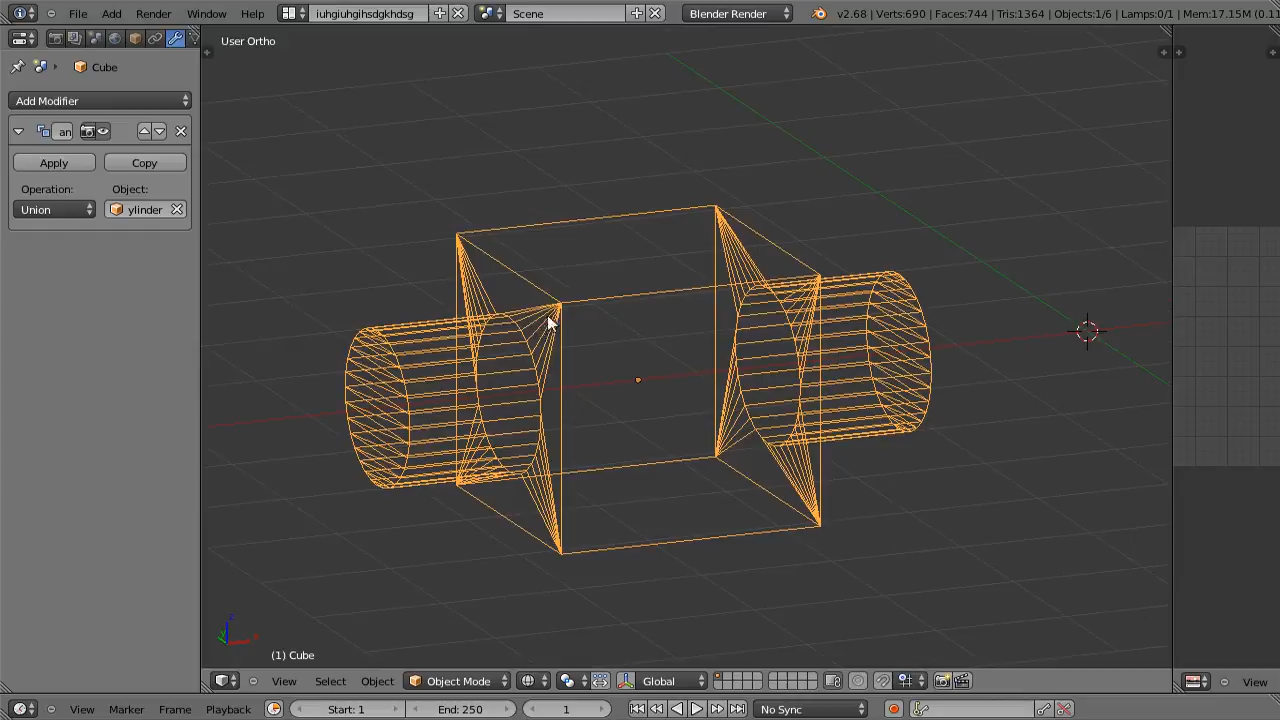 File Add Render Window Help iuhgiuhgihsdgkhdsg Scene Blender Render v2.68 | Verts:690 | Faces:744 | Tris:1364 | Objects:1/6 | Lamps:0/1 | Mem:17.15M (0.11
User Ortho
Cube
Add Modifier
an
Apply Copy
Operation: Object:
Union ylinder
z
y x
(1) Cube
View Select Object Object Mode Global View
View Marker Frame Playback Start: 1 End: 250 1 No Sync